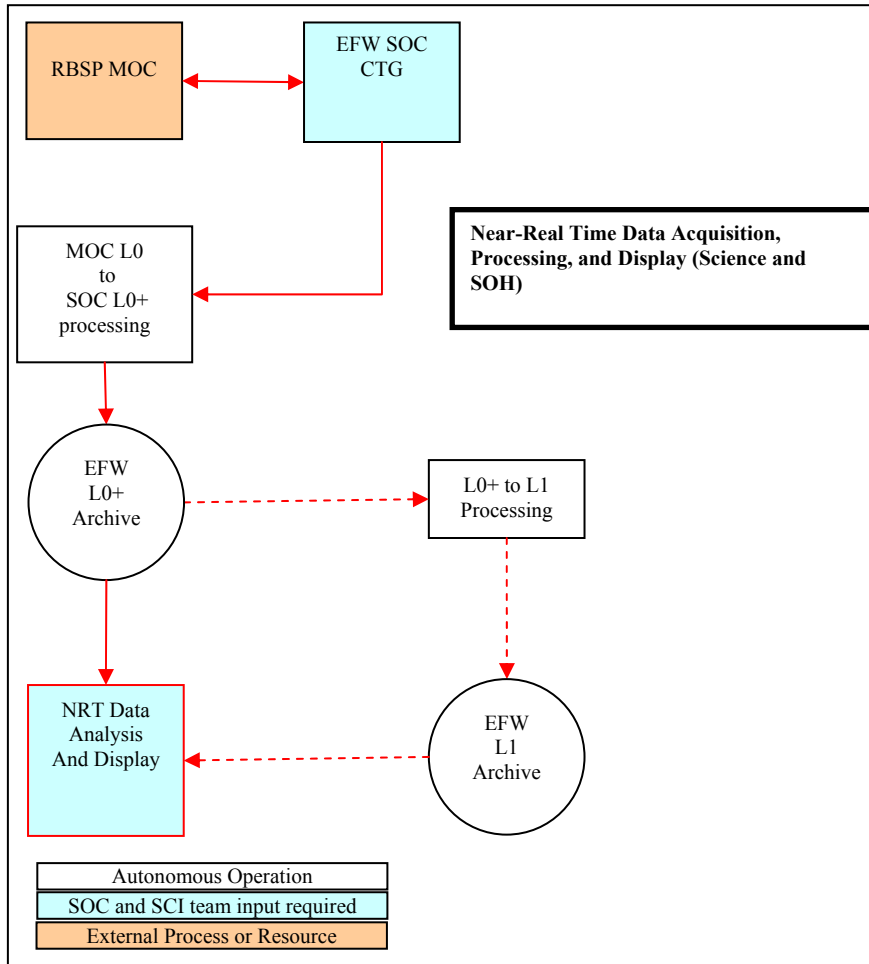 RBSP MOC
EFW SOC
CTG
MOC L0
to
SOC L0+
processing
Near-Real Time Data Acquisition,
Processing, and Display (Science and
SOH)
EFW
L0+
Archive
L0+ to L1
Processing
NRT Data
Analysis
And Display
EFW
L1
Archive
Autonomous Operation
SOC and SCI team input required
External Process or Resource